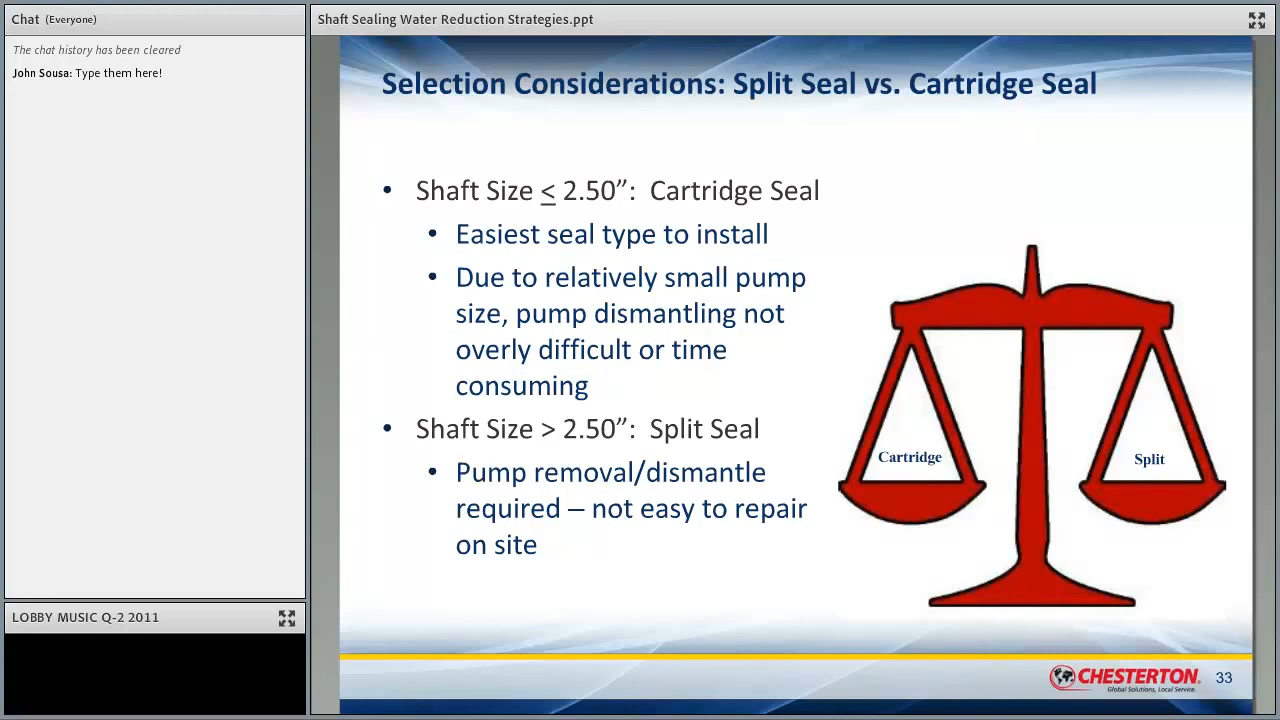 Chat (Everyone)
The chat history has been cleared
John Sousa: Type them here!
LOBBY MUSIC Q-2 2011
Shaft Sealing Water Reduction Strategies.ppt
Selection Considerations: Split Seal vs. Cartridge Seal
• Shaft Size < 2.50”: Cartridge Seal
• Easiest seal type to install
• Due to relatively small pump
size, pump dismantling not
overly difficult or time
consuming
• Shaft Size > 2.50”: Split Seal
• Pump removal/dismantle
required – not easy to repair
on site
Cartridge
Split
CHESTERTON
Global Solutions, Local Service.
33